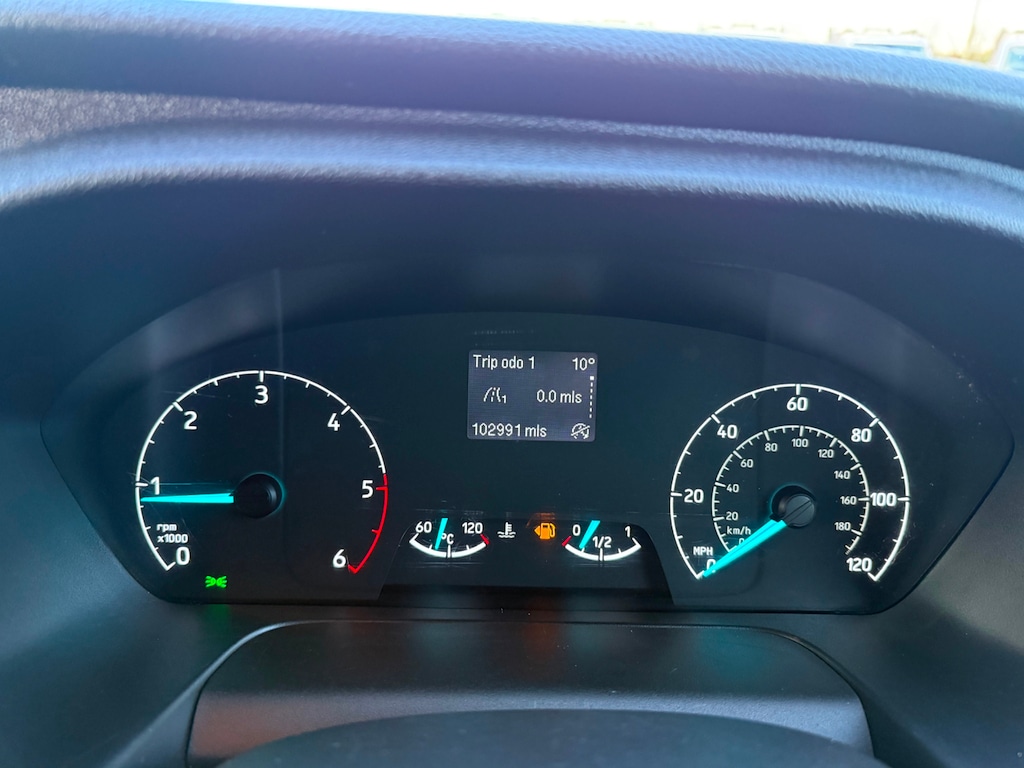 Trip odo 1 10°
1 0.0 mls
102991 mls
0 1 2 3 4 5 6
rpm
x1000
60 120
°C
0 1/2 1
0 20 40 60 80 100 120
MPH
0 20 40 60 80 100 120 140 160 180
km/h